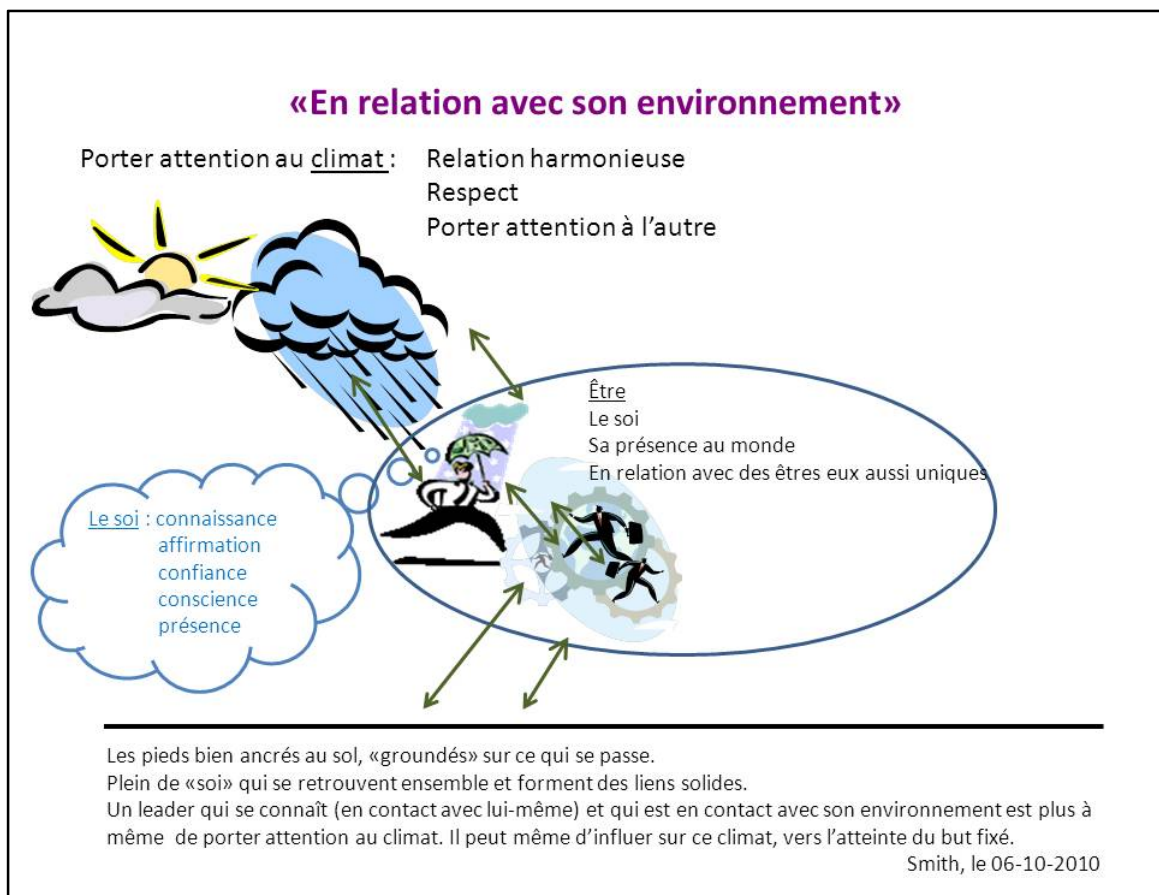 «En relation avec son environnement»
Porter attention au climat : Relation harmonieuse
Respect
Porter attention à l’autre
Être
Le soi
Sa présence au monde
En relation avec des êtres eux aussi uniques
Le soi : connaissance
affirmation
confiance
conscience
présence
Les pieds bien ancrés au sol, «groundés» sur ce qui se passe.
Plein de «soi» qui se retrouvent ensemble et forment des liens solides.
Un leader qui se connaît (en contact avec lui-même) et qui est en contact avec son environnement est plus à
même de porter attention au climat. Il peut même d’influer sur ce climat, vers l’atteinte du but fixé.
Smith, le 06-10-2010